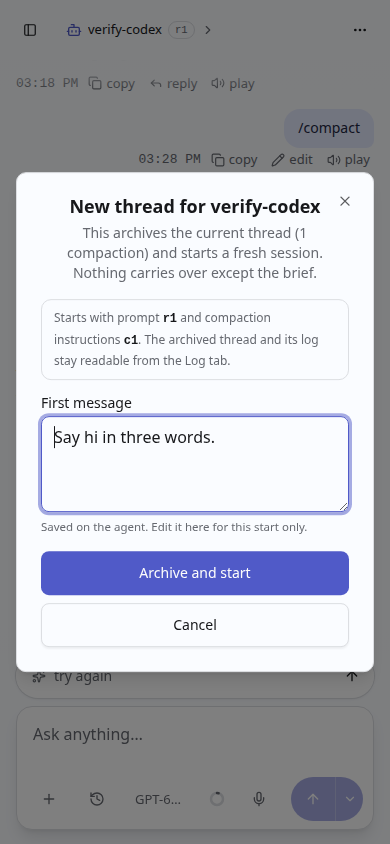 verify-codex r1
03:18 PM copy reply play
/compact
03:28 PM copy edit play
New thread for verify-codex
This archives the current thread (1
compaction) and starts a fresh session.
Nothing carries over except the brief.
Starts with prompt r1 and compaction
instructions c1. The archived thread and its log
stay readable from the Log tab.
First message
Say hi in three words.
Saved on the agent. Edit it here for this start only.
Archive and start
Cancel
try again
Ask anything...
GPT-6...